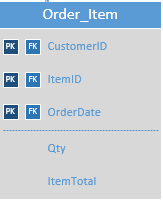 Order_Item
PK FK CustomerID
PK FK ItemID
PK FK OrderDate
Qty
ItemTotal